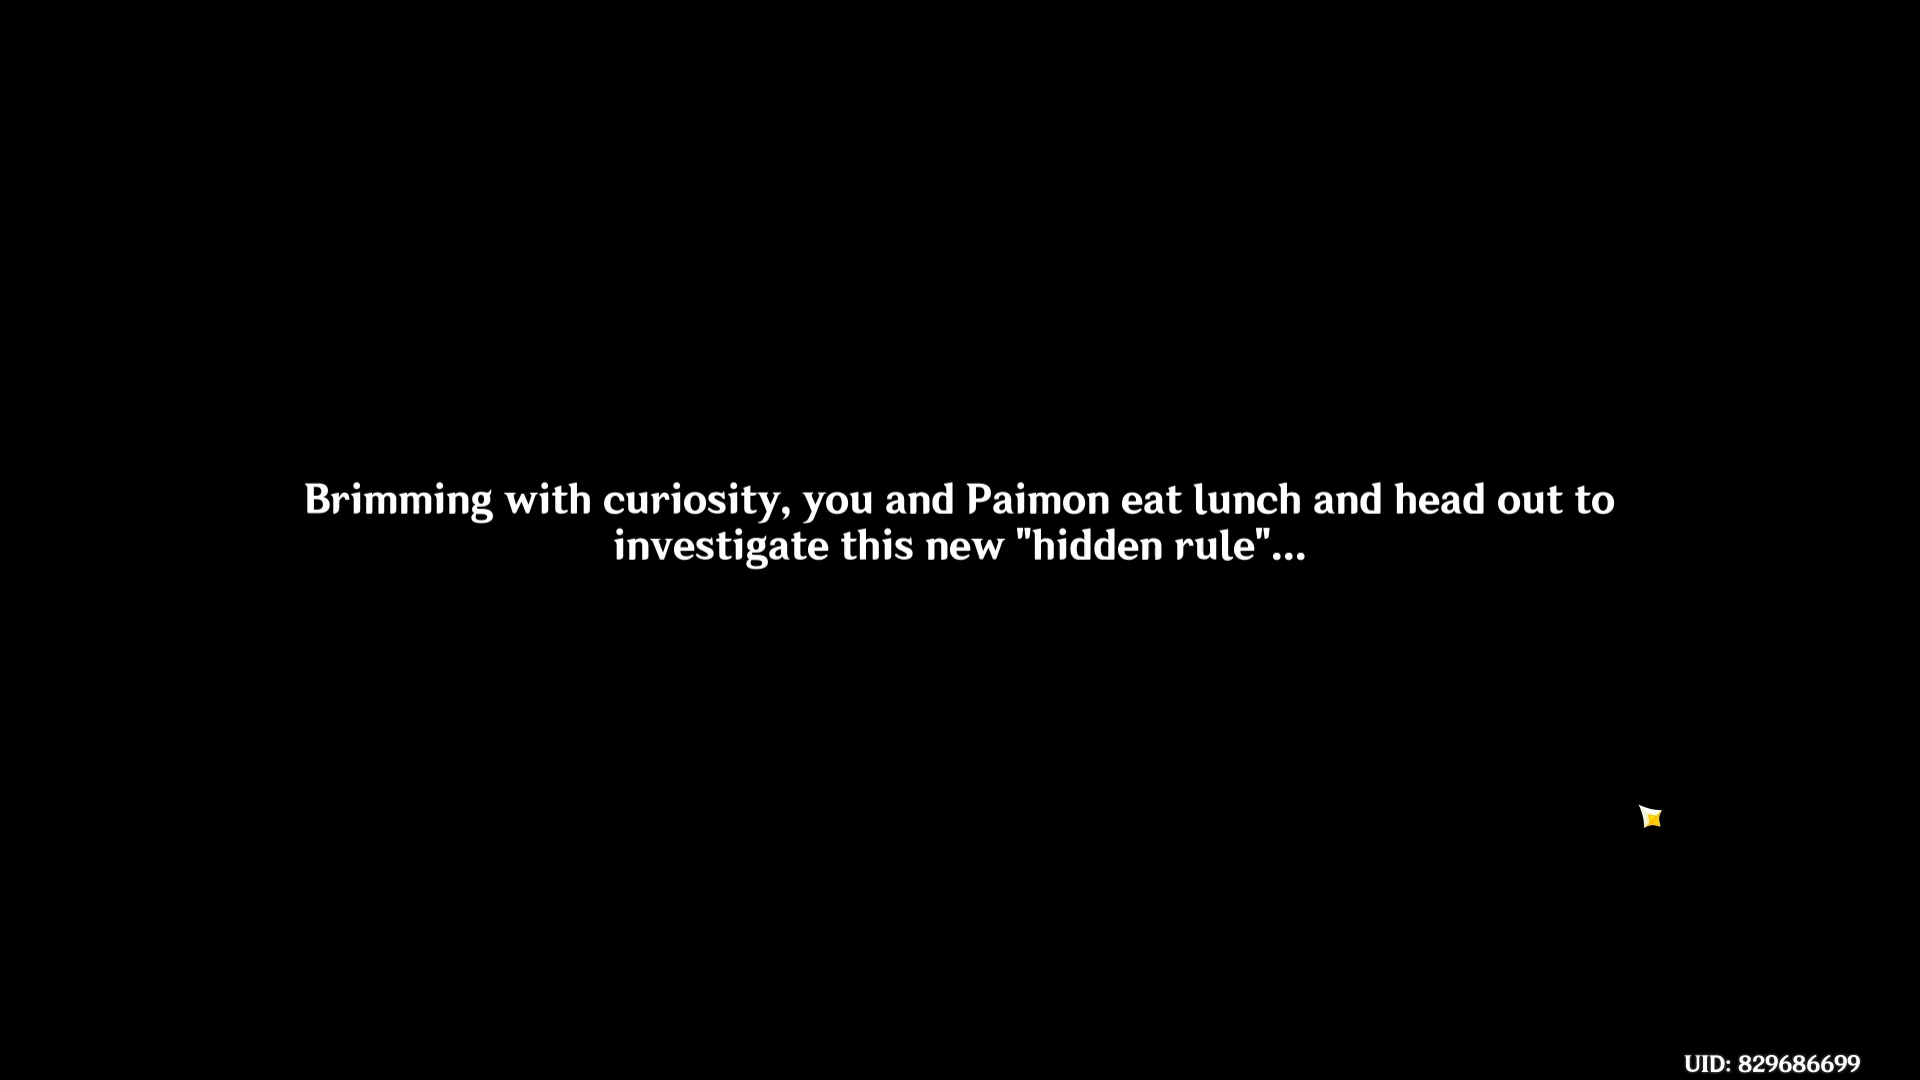 Brimming with curiosity, you and Paimon eat lunch and head out to
investigate this new "hidden rule"...
UID: 829686699